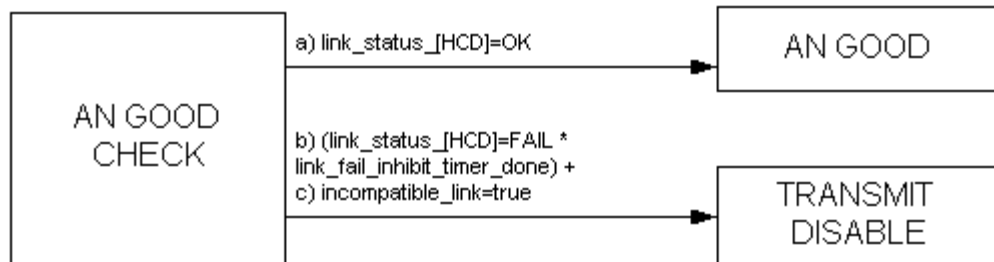 AN GOOD
CHECK
a) link_status_[HCD]=OK
AN GOOD
b) (link_status_[HCD]=FAIL *
link_fail_inhibit_timer_done) +
c) incompatible_link=true
TRANSMIT
DISABLE